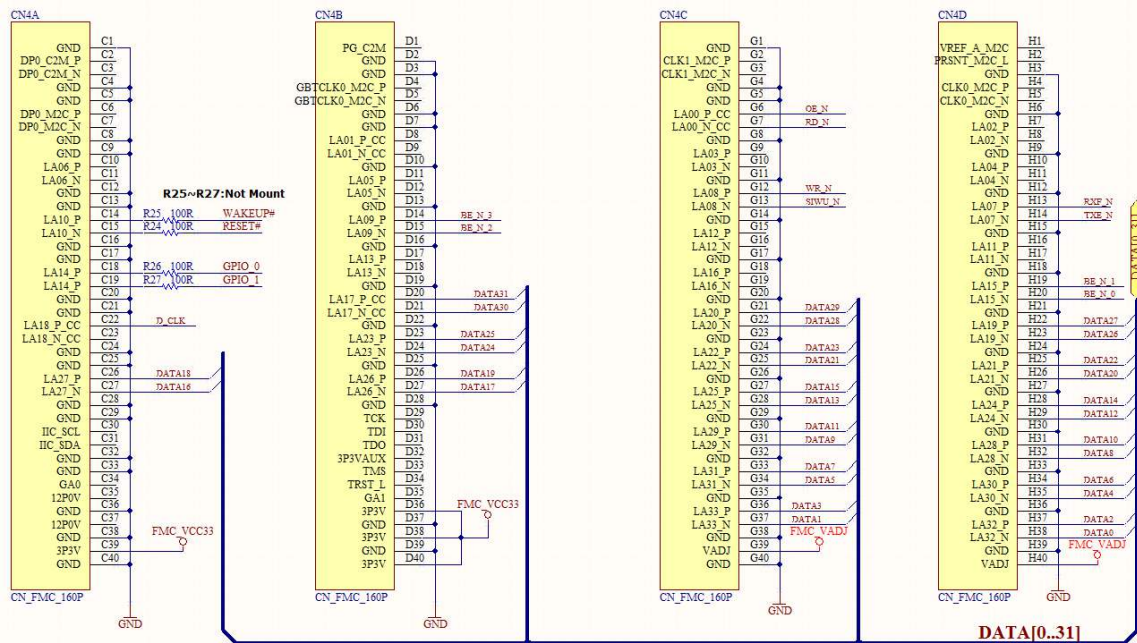 CN4A
GND C1
DP0_C2M_P C2
DP0_C2M_N C3
GND C4
GND C5
DP0_M2C_P C6
DP0_M2C_N C7
GND C8
GND C9
LA06_P C10
LA06_N C11
GND C12
GND C13
R25~R27:Not Mount
LA10_P C14 R25 100R WAKEUP#
LA10_N C15 R24 100R RESET#
GND C16
GND C17
LA14_P C18 R26 100R GPIO_0
LA14_P C19 R27 100R GPIO_1
GND C20
GND C21
LA18_P_CC C22 D_CLK
LA18_N_CC C23
GND C24
GND C25
LA27_P C26 DATA18
LA27_N C27 DATA16
GND C28
GND C29
IIC_SCL C30
IIC_SDA C31
GND C32
GND C33
GA0 C34
12P0V C35
GND C36
12P0V C37
GND C38 FMC_VCC33
3P3V C39
GND C40
CN_FMC_160P
GND
CN4B
PG_C2M D1
GND D2
GND D3
GBTCLK0_M2C_P D4
GBTCLK0_M2C_N D5
GND D6
GND D7
LA01_P_CC D8
LA01_N_CC D9
GND D10
LA05_P D11
LA05_N D12
GND D13
LA09_P D14 BE_N_3
LA09_N D15 BE_N_2
GND D16
LA13_P D17
LA13_N D18
GND D19
LA17_P_CC D20 DATA31
LA17_N_CC D21 DATA30
GND D22
LA23_P D23 DATA25
LA23_N D24 DATA24
GND D25
LA26_P D26 DATA19
LA26_N D27 DATA17
GND D28
TCK D29
TDI D30
TDO D31
3P3VAUX D32
TMS D33
TRST_L D34
GA1 D35
3P3V D36 FMC_VCC33
GND D37
3P3V D38
GND D39
3P3V D40
CN_FMC_160P
GND
CN4C
GND G1
CLK1_M2C_P G2
CLK1_M2C_N G3
GND G4
GND G5
LA00_P_CC G6 OE_N
LA00_N_CC G7 RD_N
GND G8
LA03_P G9
LA03_N G10
GND G11
LA08_P G12 WR_N
LA08_N G13 SIWU_N
GND G14
LA12_P G15
LA12_N G16
GND G17
LA16_P G18
LA16_N G19
GND G20
LA20_P G21 DATA29
LA20_N G22 DATA28
GND G23
LA22_P G24 DATA23
LA22_N G25 DATA21
GND G26
LA25_P G27 DATA15
LA25_N G28 DATA13
GND G29
LA29_P G30 DATA11
LA29_N G31 DATA9
GND G32
LA31_P G33 DATA7
LA31_N G34 DATA5
GND G35
LA33_P G36 DATA3
LA33_N G37 DATA1
GND G38 FMC_VADJ
VADJ G39
GND G40
CN_FMC_160P
GND
CN4D
VREF_A_M2C H1
PRSNT_M2C_L H2
GND H3
CLK0_M2C_P H4
CLK0_M2C_N H5
GND H6
LA02_P H7
LA02_N H8
GND H9
LA04_P H10
LA04_N H11
GND H12
LA07_P H13 RXF_N
LA07_N H14 TXE_N
GND H15
LA11_P H16
LA11_N H17
GND H18
LA15_P H19 BE_N_1
LA15_N H20 BE_N_0
GND H21
LA19_P H22 DATA27
LA19_N H23 DATA26
GND H24
LA21_P H25 DATA22
LA21_N H26 DATA20
GND H27
LA24_P H28 DATA14
LA24_N H29 DATA12
GND H30
LA28_P H31 DATA10
LA28_N H32 DATA8
GND H33
LA30_P H34 DATA6
LA30_N H35 DATA4
GND H36
LA32_P H37 DATA2
LA32_N H38 DATA0
GND H39 FMC_VADJ
VADJ H40
CN_FMC_160P
GND
DATA[0..31]